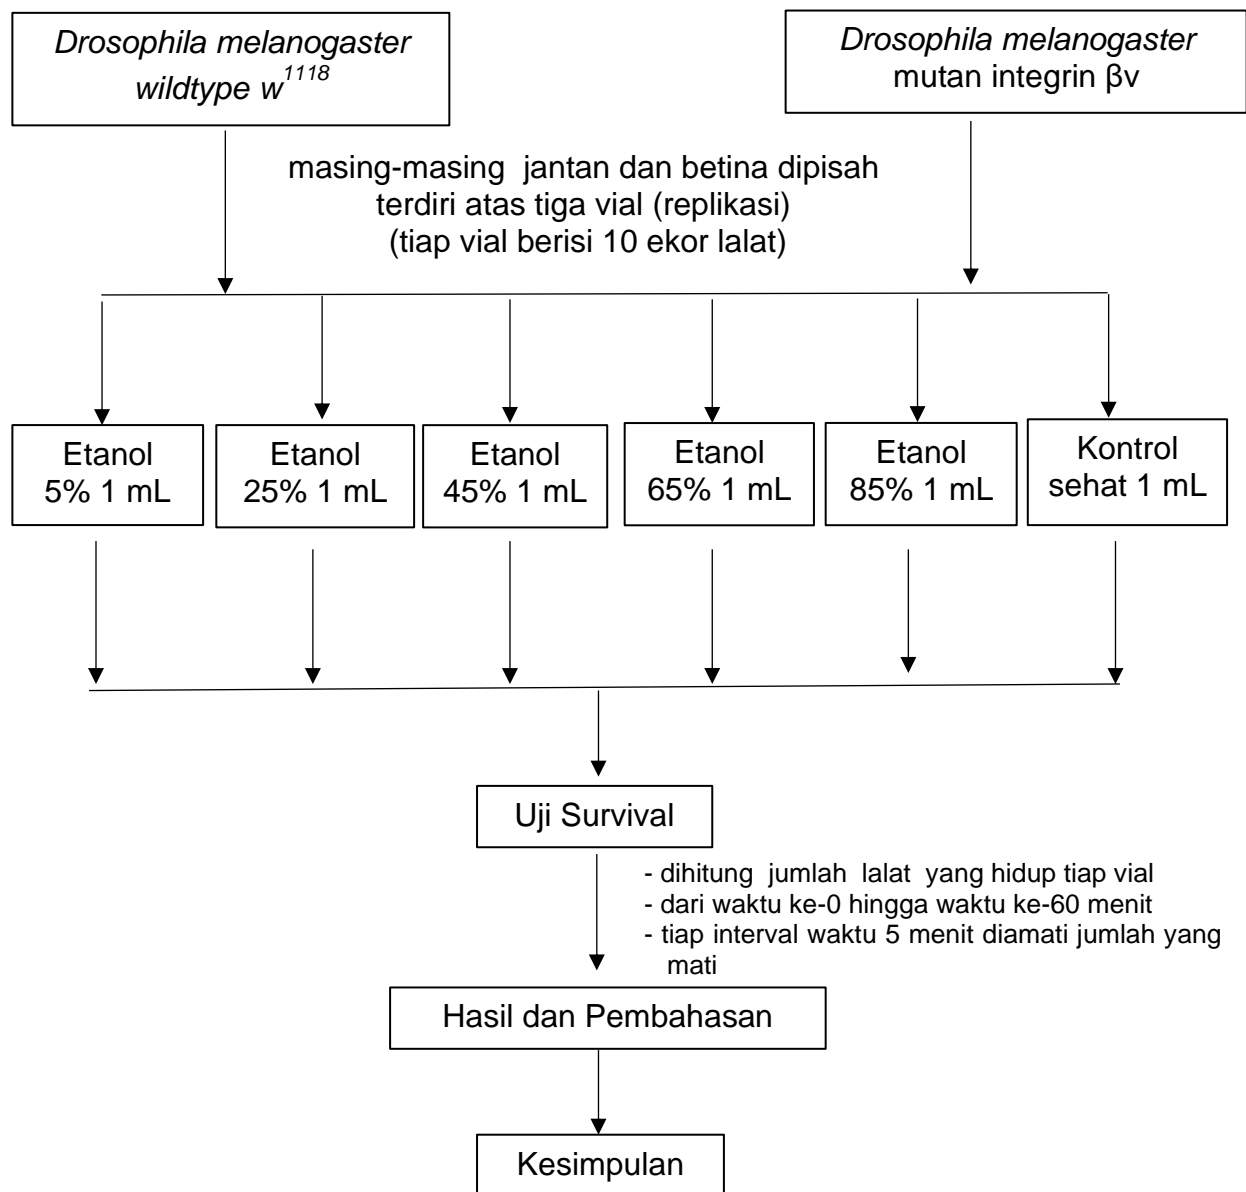 Drosophila melanogaster
wildtype w¹¹¹⁸
Drosophila melanogaster
mutan integrin βv
masing-masing jantan dan betina dipisah
terdiri atas tiga vial (replikasi)
(tiap vial berisi 10 ekor lalat)
Etanol
5% 1 mL
Etanol
25% 1 mL
Etanol
45% 1 mL
Etanol
65% 1 mL
Etanol
85% 1 mL
Kontrol
sehat 1 mL
Uji Survival
- dihitung jumlah lalat yang hidup tiap vial
- dari waktu ke-0 hingga waktu ke-60 menit
- tiap interval waktu 5 menit diamati jumlah yang
mati
Hasil dan Pembahasan
Kesimpulan